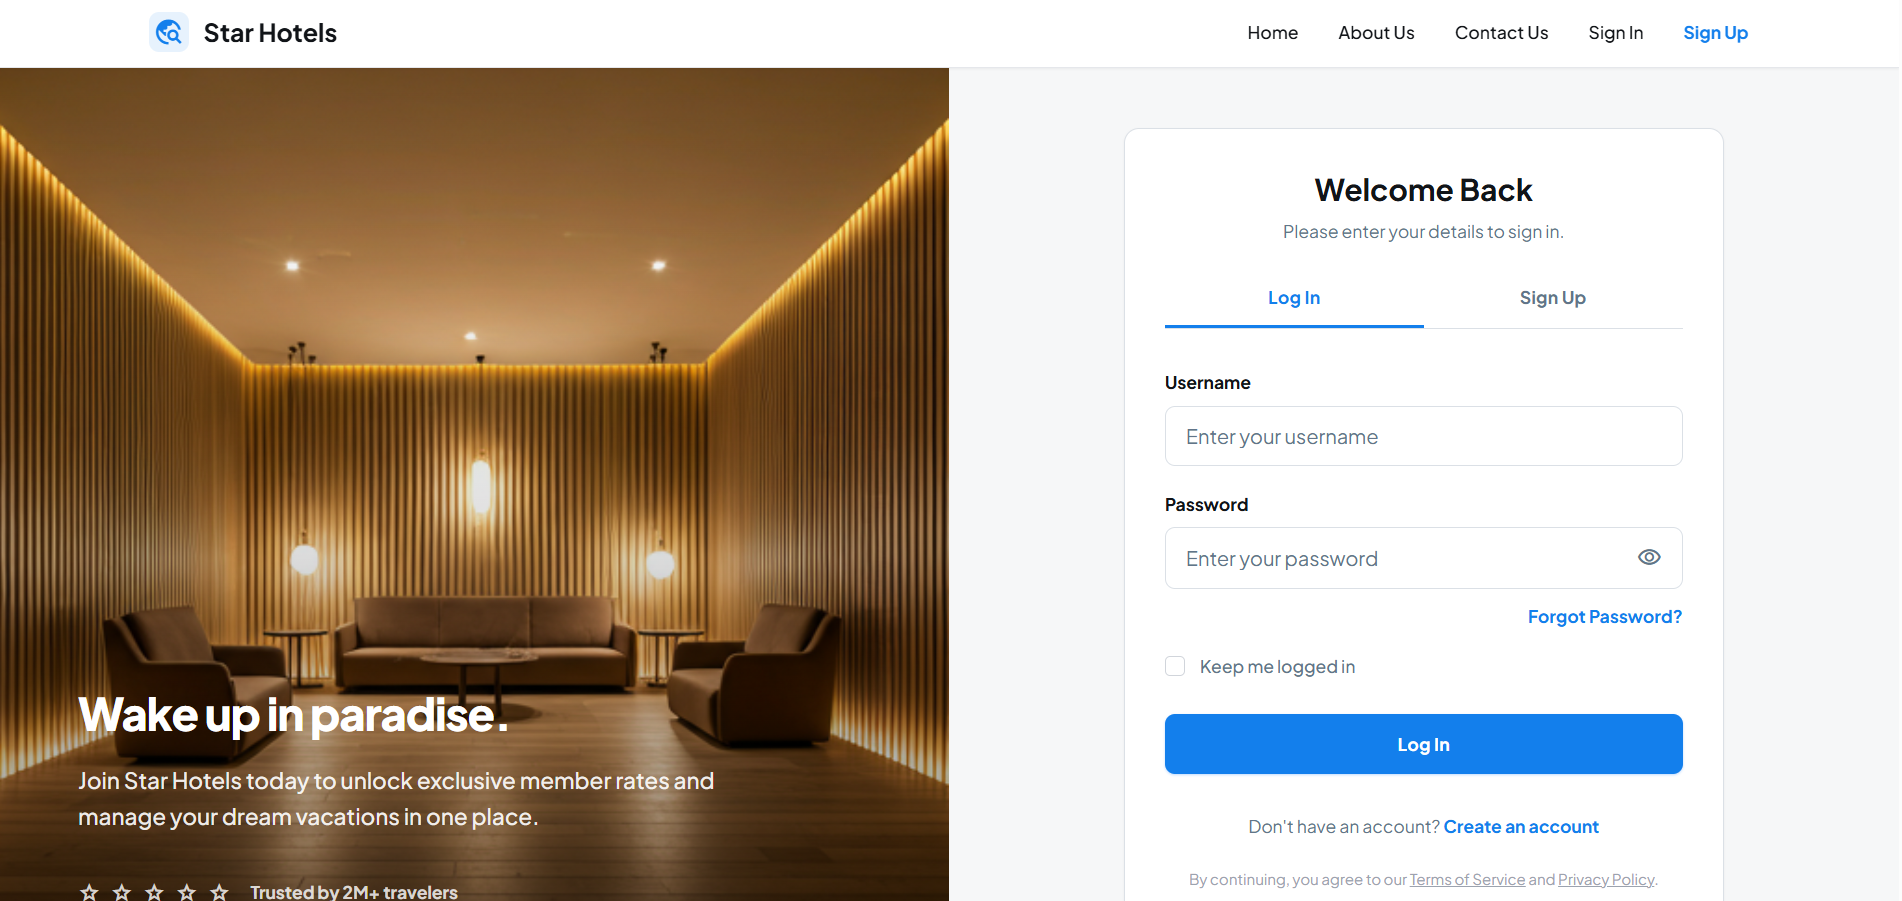 Star Hotels
Home
About Us
Contact Us
Sign In
Sign Up
Wake up in paradise.
Join Star Hotels today to unlock exclusive member rates and
manage your dream vacations in one place.
Trusted by 2M+ travelers
Welcome Back
Please enter your details to sign in.
Log In
Sign Up
Username
Enter your username
Password
Enter your password
Forgot Password?
Keep me logged in
Log In
Don't have an account? Create an account
By continuing, you agree to our Terms of Service and Privacy Policy.